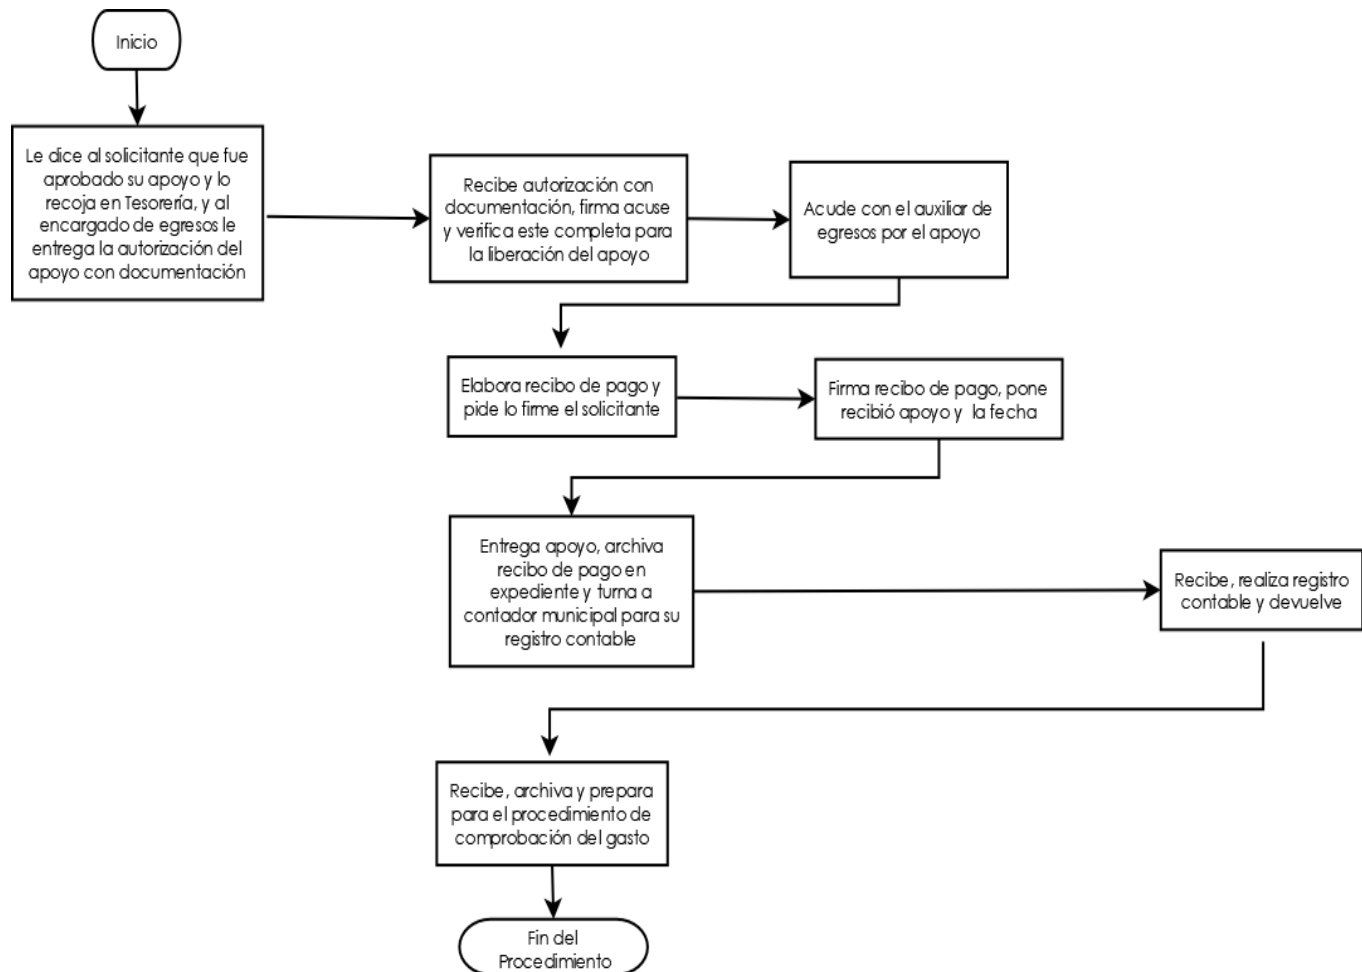 Inicio
Le dice al solicitante que fue
aprobado su apoyo y lo
recoja en Tesorería, y al
encargado de egresos le
entrega la autorización del
apoyo con documentación
Recibe autorización con
documentación, firma acuse
y verifica este completa para
la liberación del apoyo
Acude con el auxiliar de
egresos por el apoyo
Elabora recibo de pago y
pide lo firme el solicitante
Firma recibo de pago, pone
recibió apoyo y la fecha
Entrega apoyo, archiva
recibo de pago en
expediente y turna a
contador municipal para su
registro contable
Recibe, realiza registro
contable y devuelve
Recibe, archiva y prepara
para el procedimiento de
comprobación del gasto
Fin del
Procedimiento